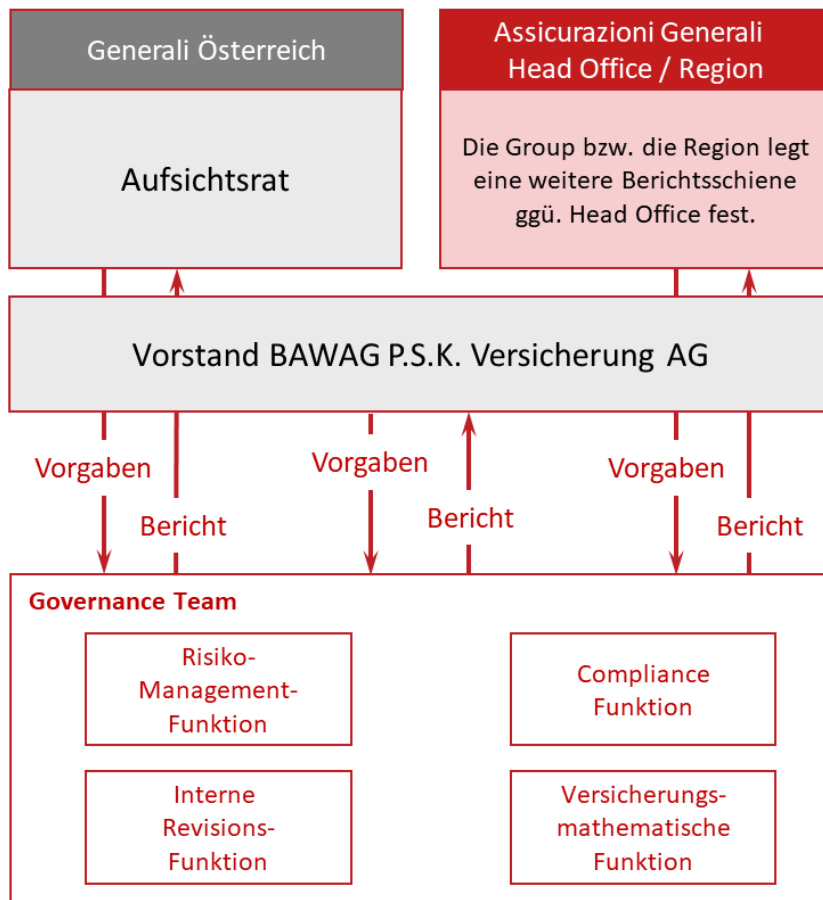 Generali Österreich
Aufsichtsrat
Assicurazioni Generali
Head Office / Region
Die Group bzw. die Region legt
eine weitere Berichtsschiene
ggü. Head Office fest.
Vorstand BAWAG P.S.K. Versicherung AG
Vorgaben
Bericht
Vorgaben
Bericht
Vorgaben
Bericht
Governance Team
Risiko-
Management-
Funktion
Compliance
Funktion
Interne
Revisions-
Funktion
Versicherungs-
mathematische
Funktion